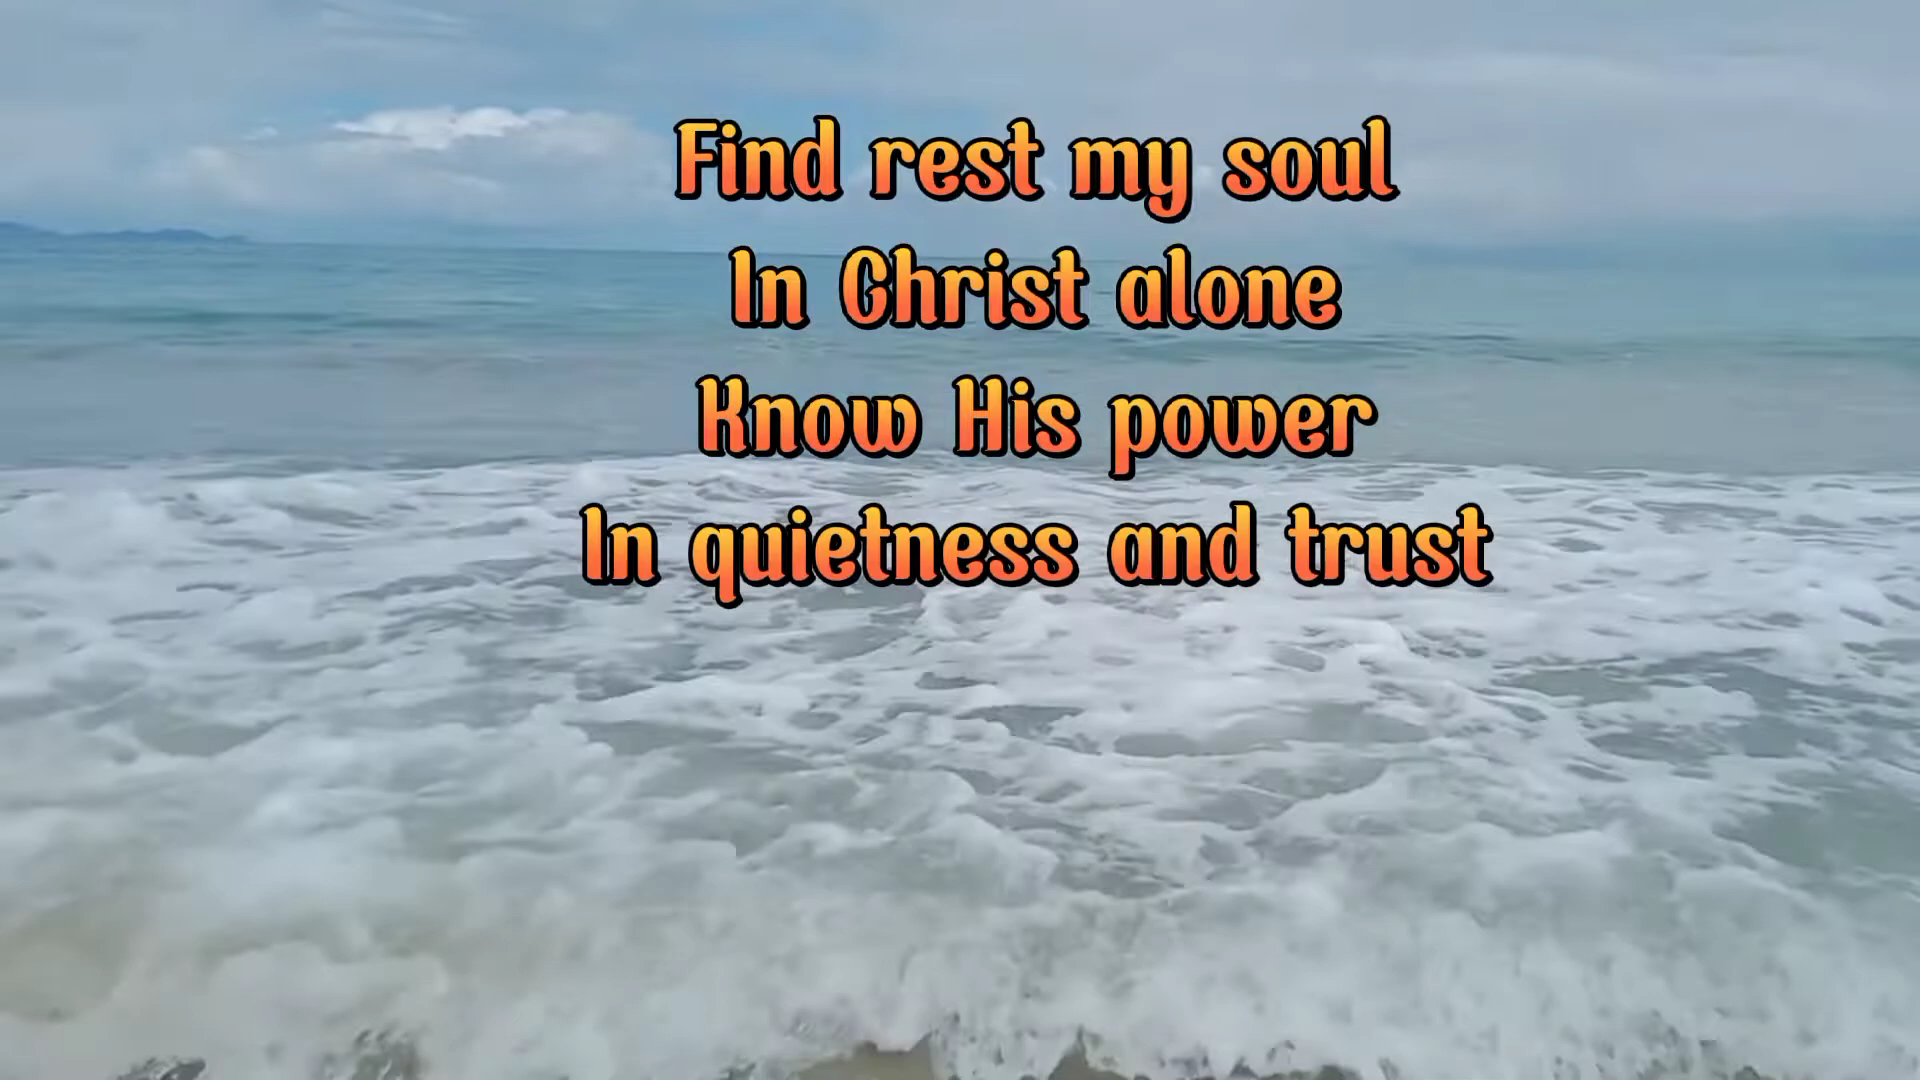 Find rest my soul
In Christ alone
Know His power
In quietness and trust